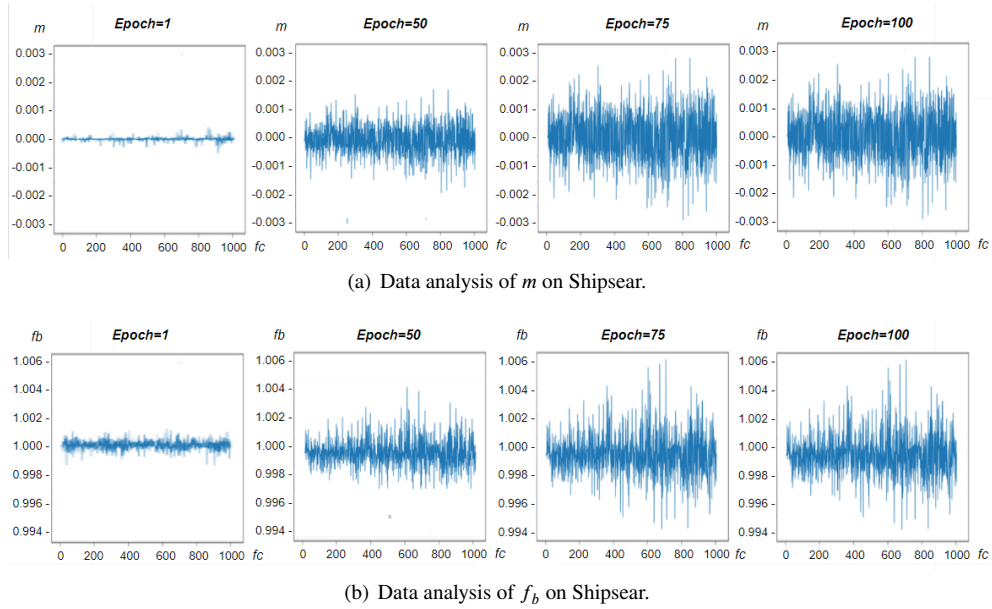 m Epoch=1 m Epoch=50 m Epoch=75 m Epoch=100
0.003 0.003 0.003 0.003
0.002 0.002 0.002 0.002
0.001 0.001 0.001 0.001
0.000 0.000 0.000 0.000
-0.001 -0.001 -0.001 -0.001
-0.002 -0.002 -0.002 -0.002
-0.003 -0.003 -0.003 -0.003
0 200 400 600 800 1000 fc 0 200 400 600 800 1000 fc 0 200 400 600 800 1000 fc 0 200 400 600 800 1000 fc
(a) Data analysis of m on Shipsear.
fb Epoch=1 fb Epoch=50 fb Epoch=75 fb Epoch=100
1.006 1.006 1.006 1.006
1.004 1.004 1.004 1.004
1.002 1.002 1.002 1.002
1.000 1.000 1.000 1.000
0.998 0.998 0.998 0.998
0.996 0.996 0.996 0.996
0.994 0.994 0.994 0.994
0 200 400 600 800 1000 fc 0 200 400 600 800 1000 fc 0 200 400 600 800 1000 fc 0 200 400 600 800 1000 fc
(b) Data analysis of f_b on Shipsear.